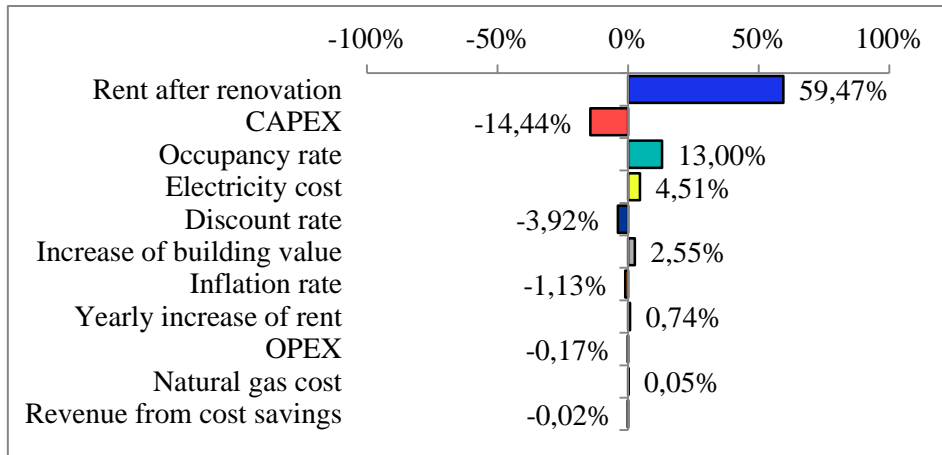 -100% -50% 0% 50% 100%
Rent after renovation 59,47%
CAPEX -14,44%
Occupancy rate 13,00%
Electricity cost 4,51%
Discount rate -3,92%
Increase of building value 2,55%
Inflation rate -1,13%
Yearly increase of rent 0,74%
OPEX -0,17%
Natural gas cost 0,05%
Revenue from cost savings -0,02%